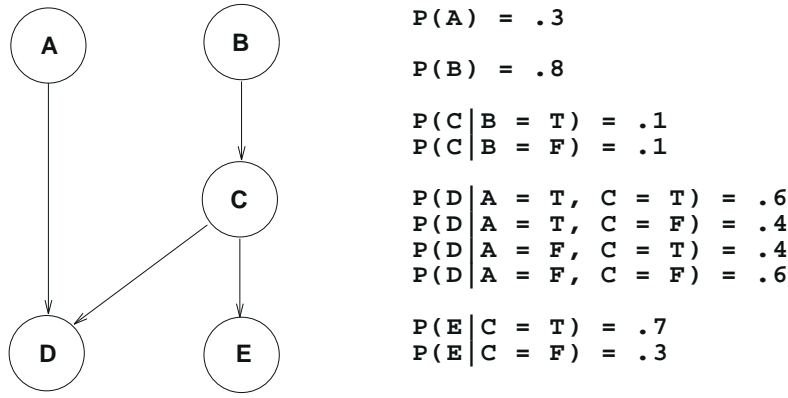 A
B
C
D
E
P(A) = .3
P(B) = .8
P(C|B = T) = .1
P(C|B = F) = .1
P(D|A = T, C = T) = .6
P(D|A = T, C = F) = .4
P(D|A = F, C = T) = .4
P(D|A = F, C = F) = .6
P(E|C = T) = .7
P(E|C = F) = .3